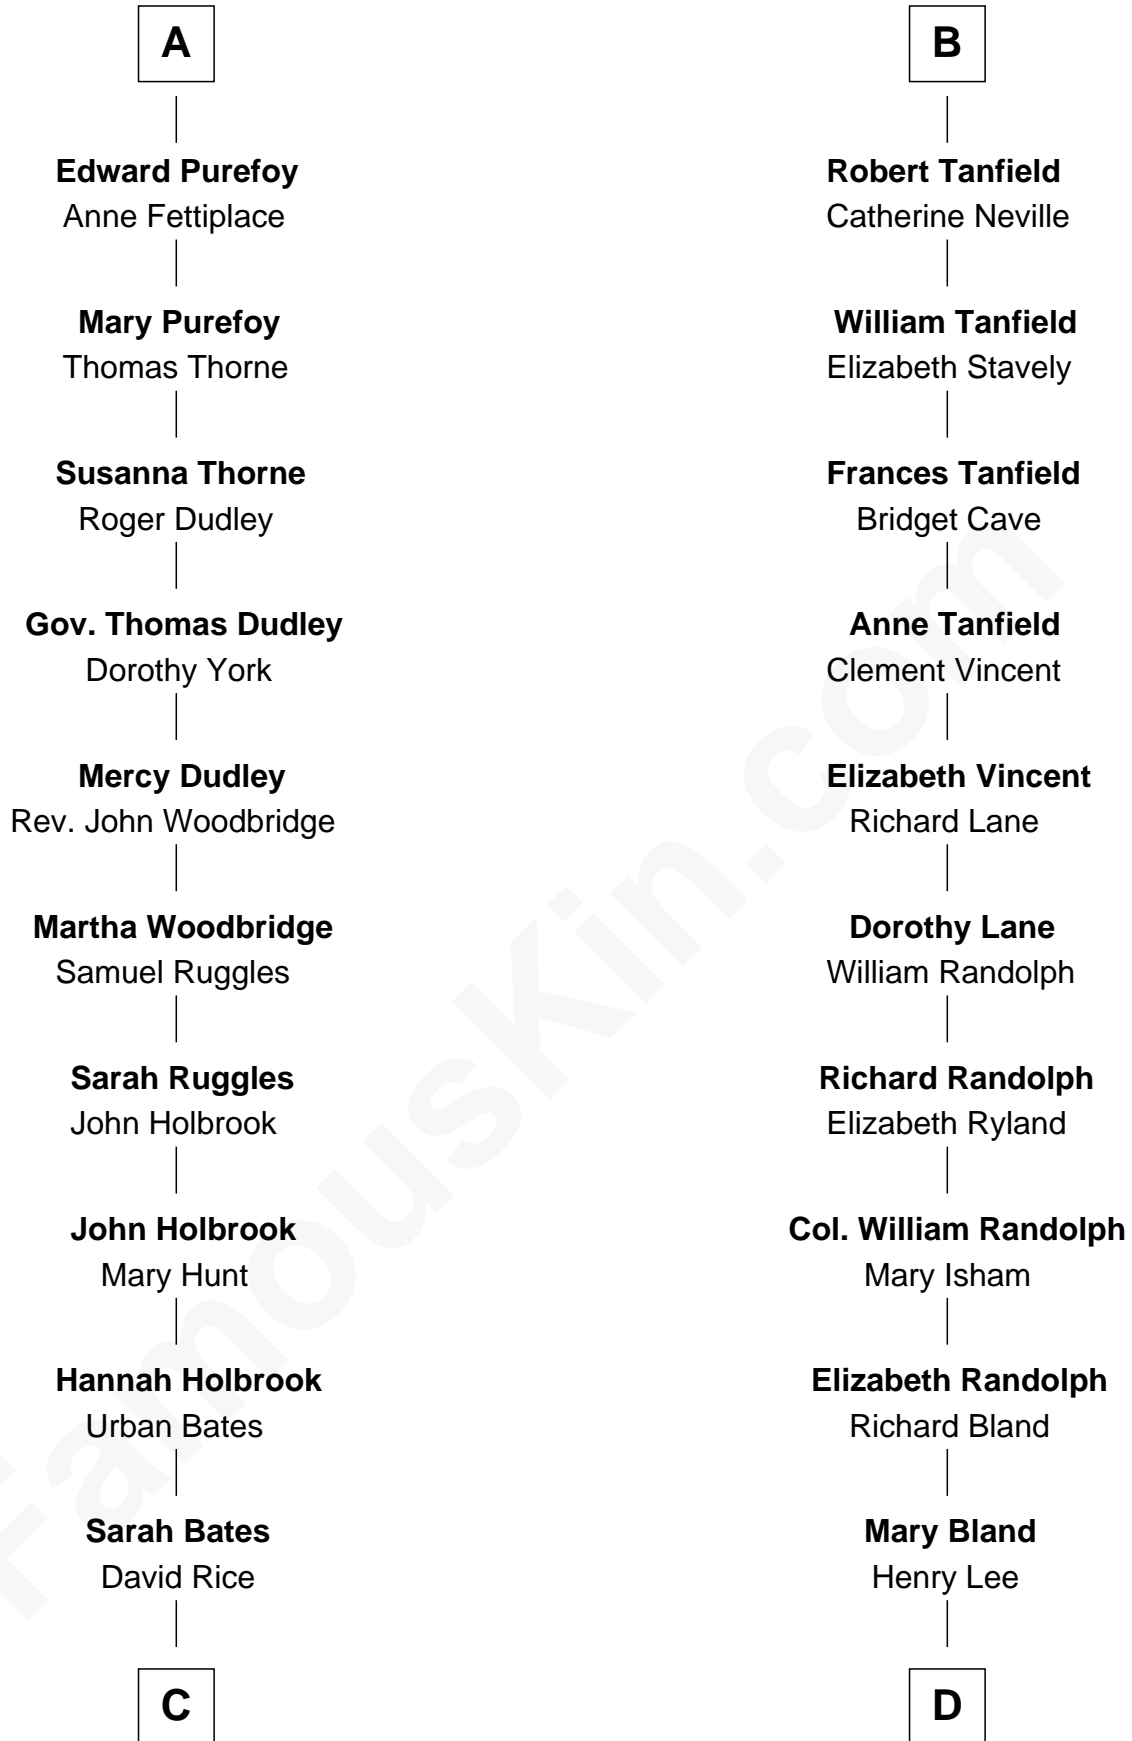 A
Edward Purefoy
Anne Fettiplace
Mary Purefoy
Thomas Thorne
Susanna Thorne
Roger Dudley
Gov. Thomas Dudley
Dorothy York
Mercy Dudley
Rev. John Woodbridge
Martha Woodbridge
Samuel Ruggles
Sarah Ruggles
John Holbrook
John Holbrook
Mary Hunt
Hannah Holbrook
Urban Bates
Sarah Bates
David Rice
C
B
Robert Tanfield
Catherine Neville
William Tanfield
Elizabeth Stavely
Frances Tanfield
Bridget Cave
Anne Tanfield
Clement Vincent
Elizabeth Vincent
Richard Lane
Dorothy Lane
William Randolph
Richard Randolph
Elizabeth Ryland
Col. William Randolph
Mary Isham
Elizabeth Randolph
Richard Bland
Mary Bland
Henry Lee
D
FamousKin.com